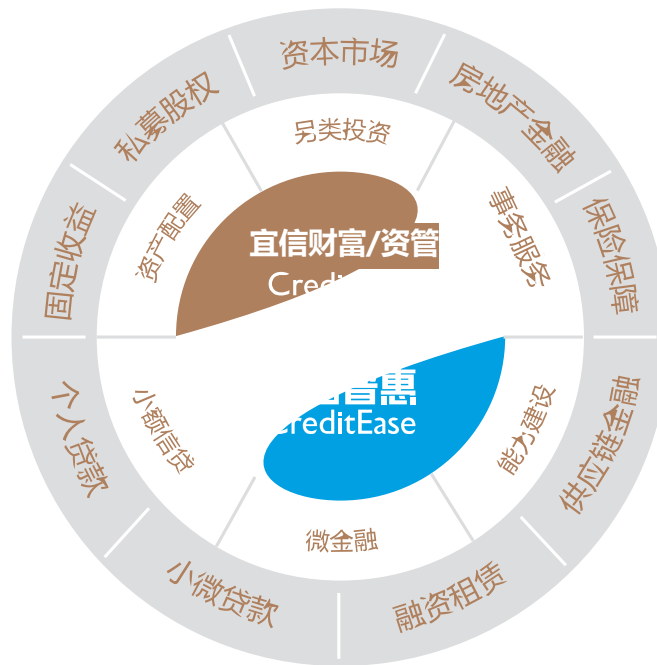 资本市场
房地产金融
保险保障
供应链金融
融资租赁
小微贷款
个人贷款
固定收益
私募股权
另类投资
事务服务
能力建设
微金融
小额信贷
资产配置
宜信财富/资管
普惠
CreditEase